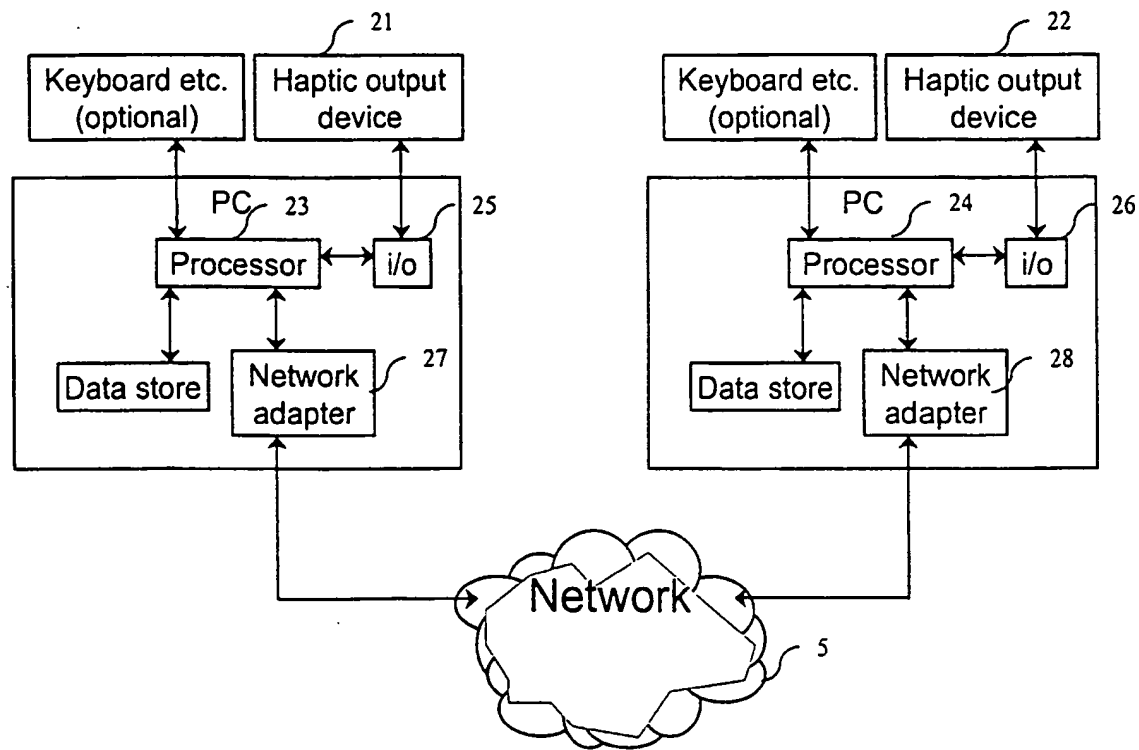 21
22
Keyboard etc.
(optional)
Haptic output
device
Keyboard etc.
(optional)
Haptic output
device
PC
23
25
PC
24
26
Processor
i/o
Processor
i/o
Data store
Network
adapter
27
Data store
Network
adapter
28
Network
5